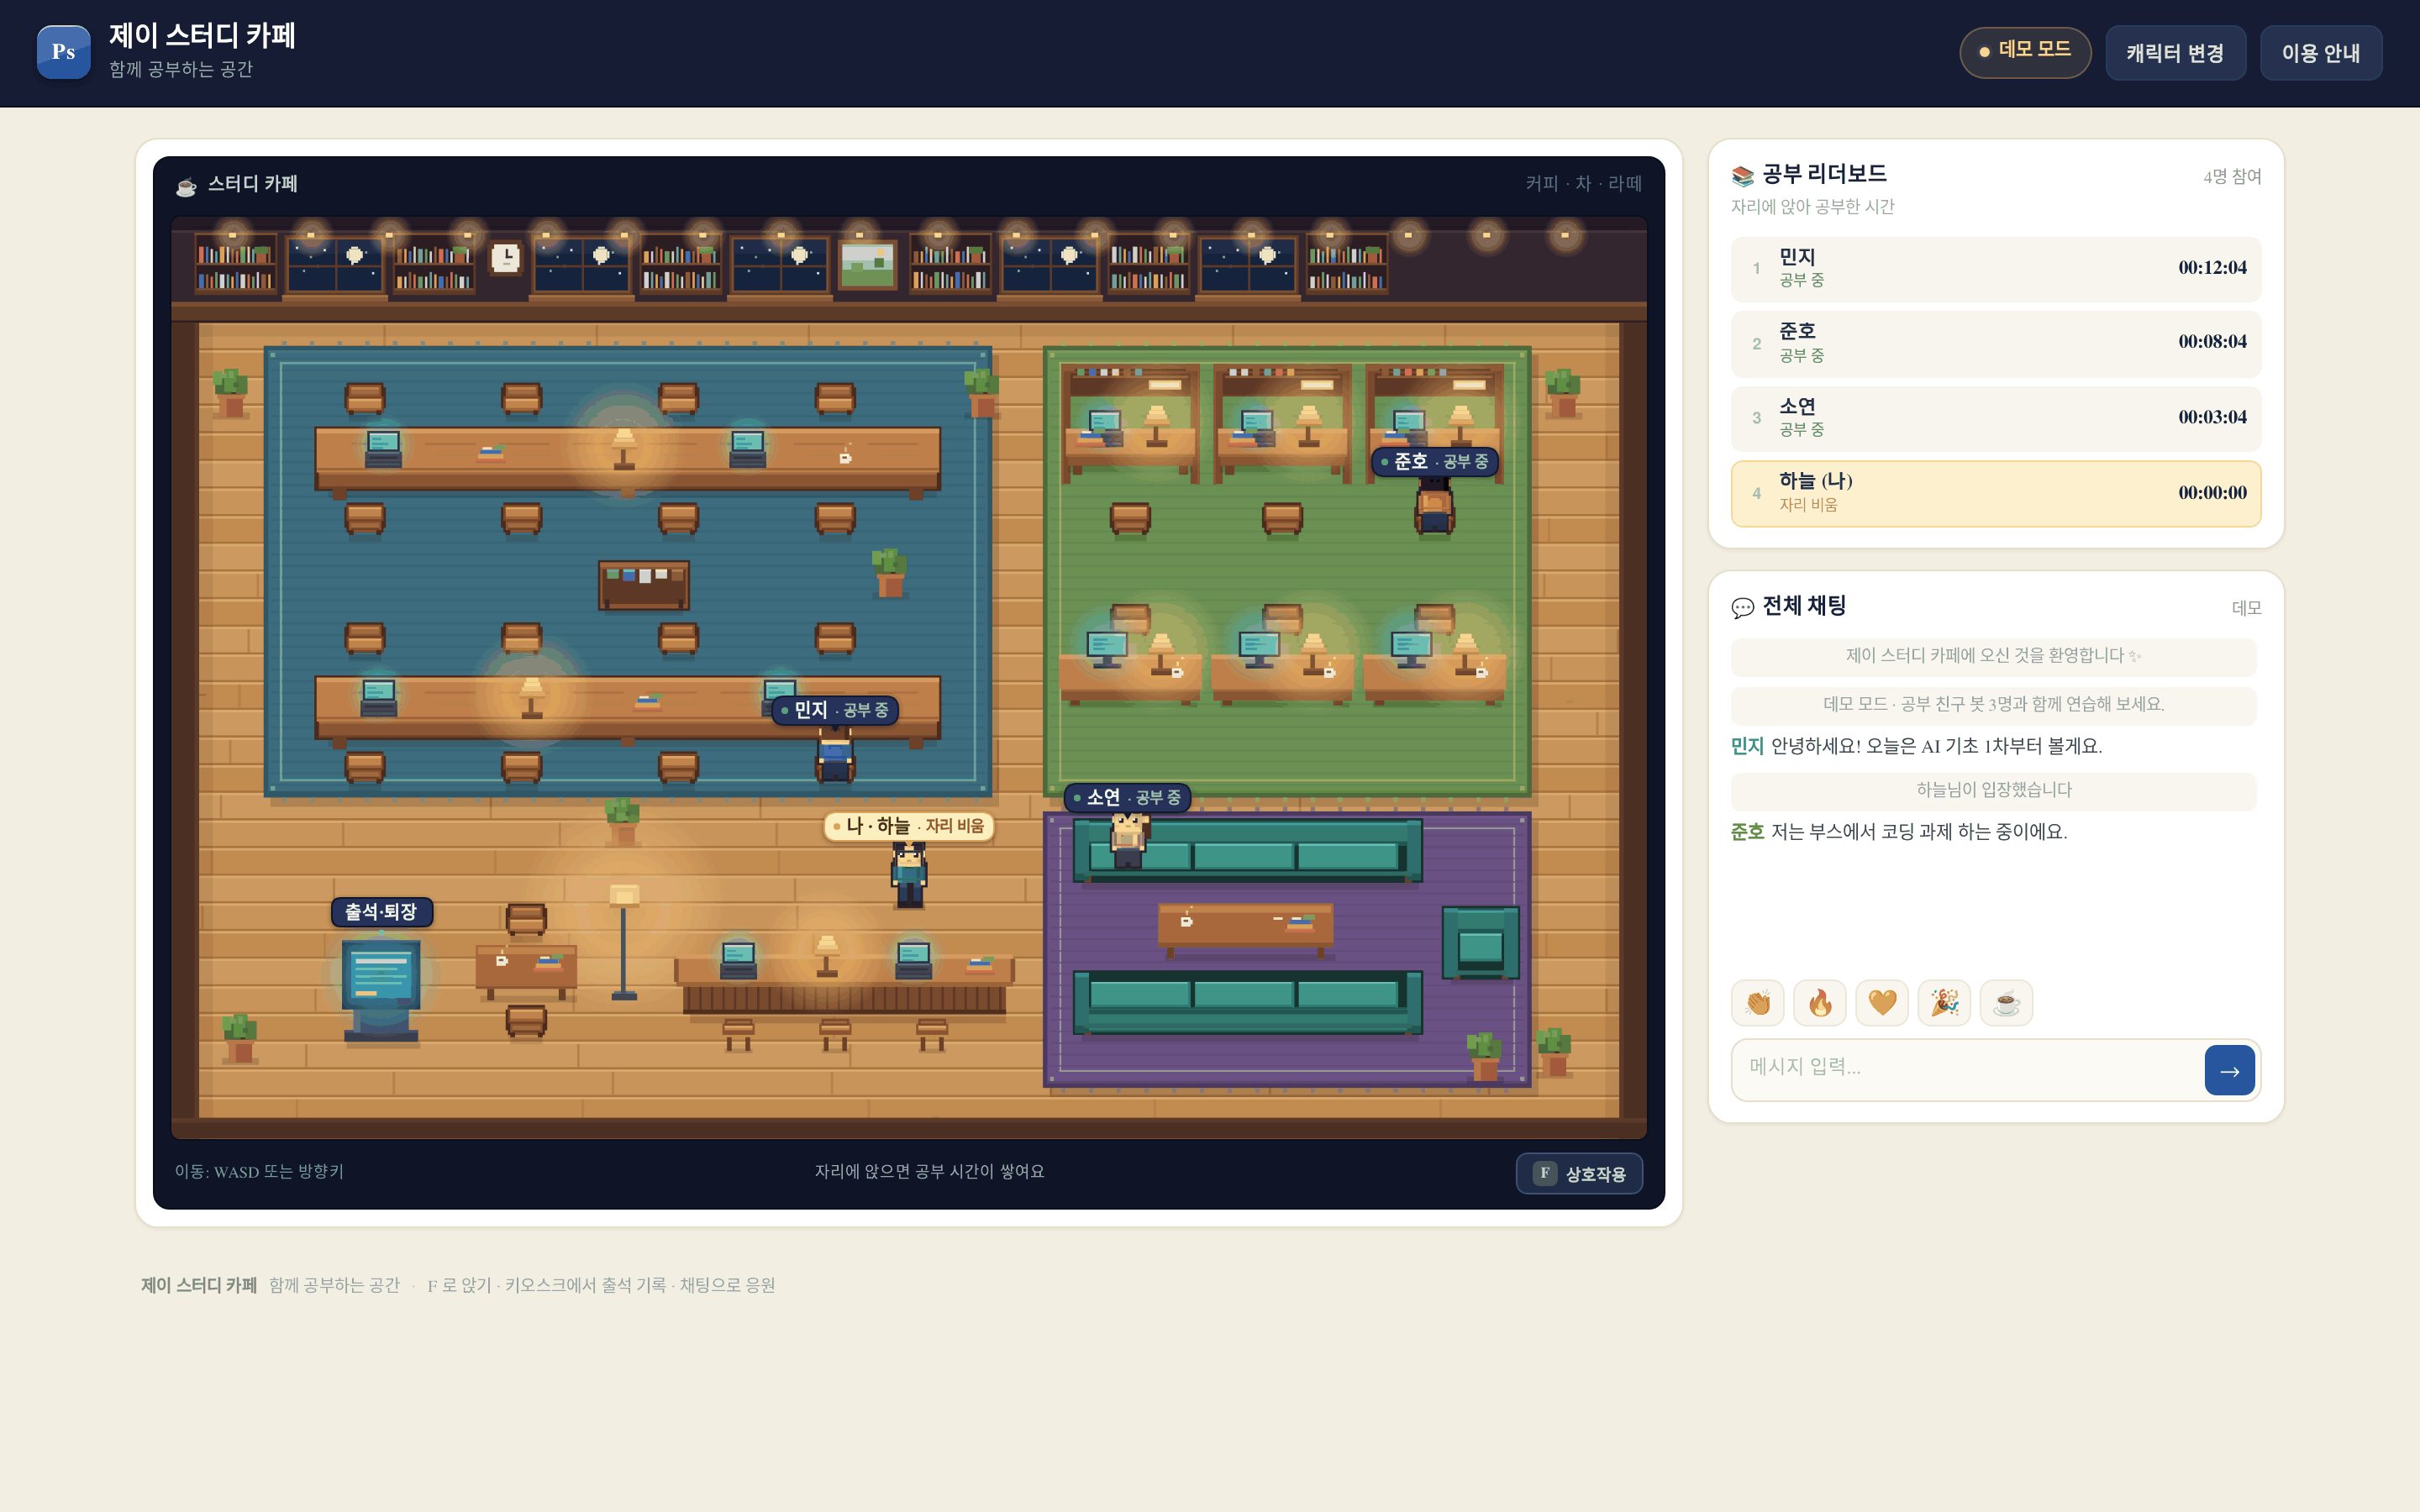 Ps
제이 스터디 카페
함께 공부하는 공간
데모 모드
캐릭터 변경
이용 안내
☕ 스터디 카페
커피 · 차 · 라떼
준호 · 공부 중
민지 · 공부 중
소연 · 공부 중
나 · 하늘 · 자리 비움
출석·퇴장
이동: WASD 또는 방향키
자리에 앉으면 공부 시간이 쌓여요
F 상호작용
📚 공부 리더보드
4명 참여
자리에 앉아 공부한 시간
1 민지 00:12:04
공부 중
2 준호 00:08:04
공부 중
3 소연 00:03:04
공부 중
4 하늘 (나) 00:00:00
자리 비움
💬 전체 채팅
데모
제이 스터디 카페에 오신 것을 환영합니다 ✨
데모 모드 · 공부 친구 봇 3명과 함께 연습해 보세요.
민지 안녕하세요! 오늘은 AI 기초 1차부터 볼게요.
하늘님이 입장했습니다
준호 저는 부스에서 코딩 과제 하는 중이에요.
👏 🔥 🧡 🎉 ☕
메시지 입력...
→
제이 스터디 카페 함께 공부하는 공간 · F 로 앉기 · 키오스크에서 출석 기록 · 채팅으로 응원